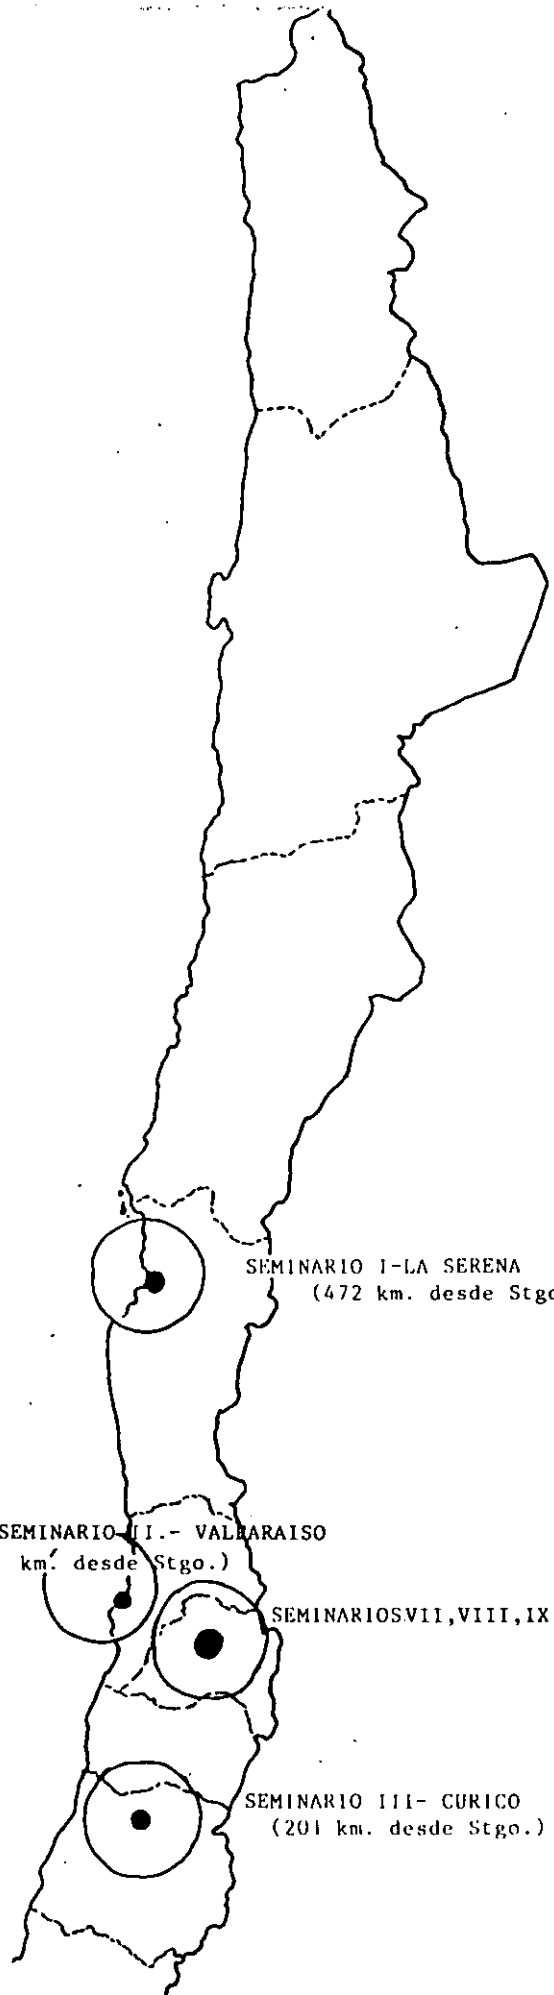 SEMINARIO I-LA SERENA
(472 km. desde Stgo
SEMINARIO II.- VALPARAISO
km. desde Stgo.)
SEMINARIOS VII, VIII, IX
SEMINARIO III- CURICO
(201 km. desde Stgo.)